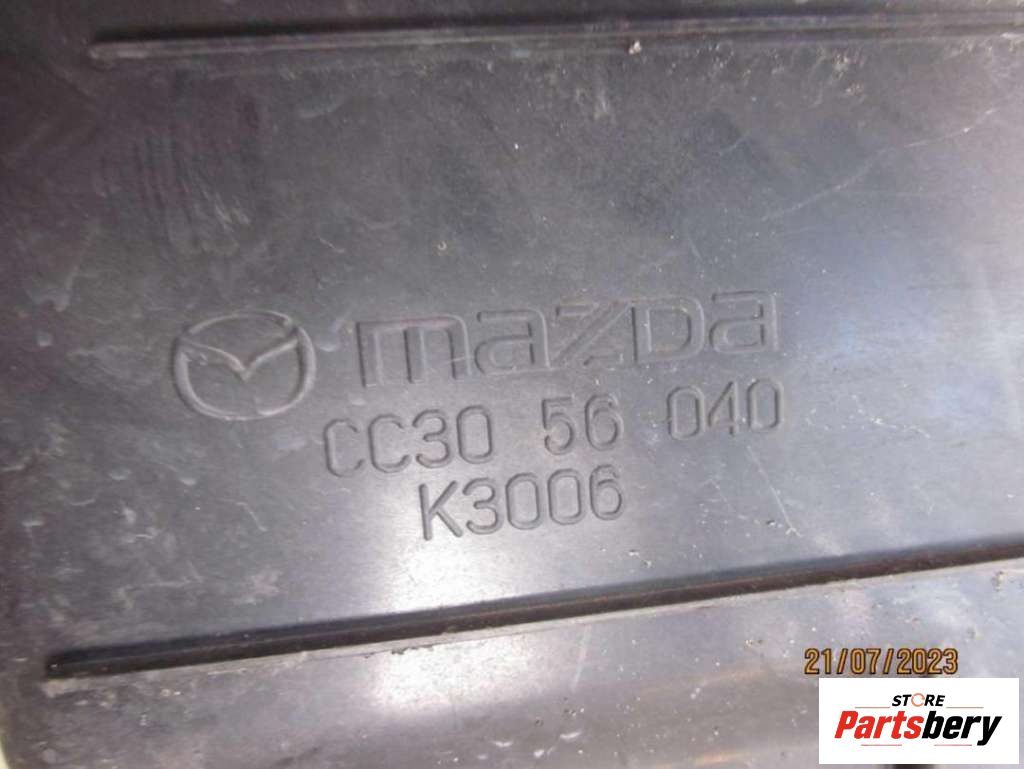 mazda
CC30 56 040
K3006
21/07/2023
STORE
Partsbery